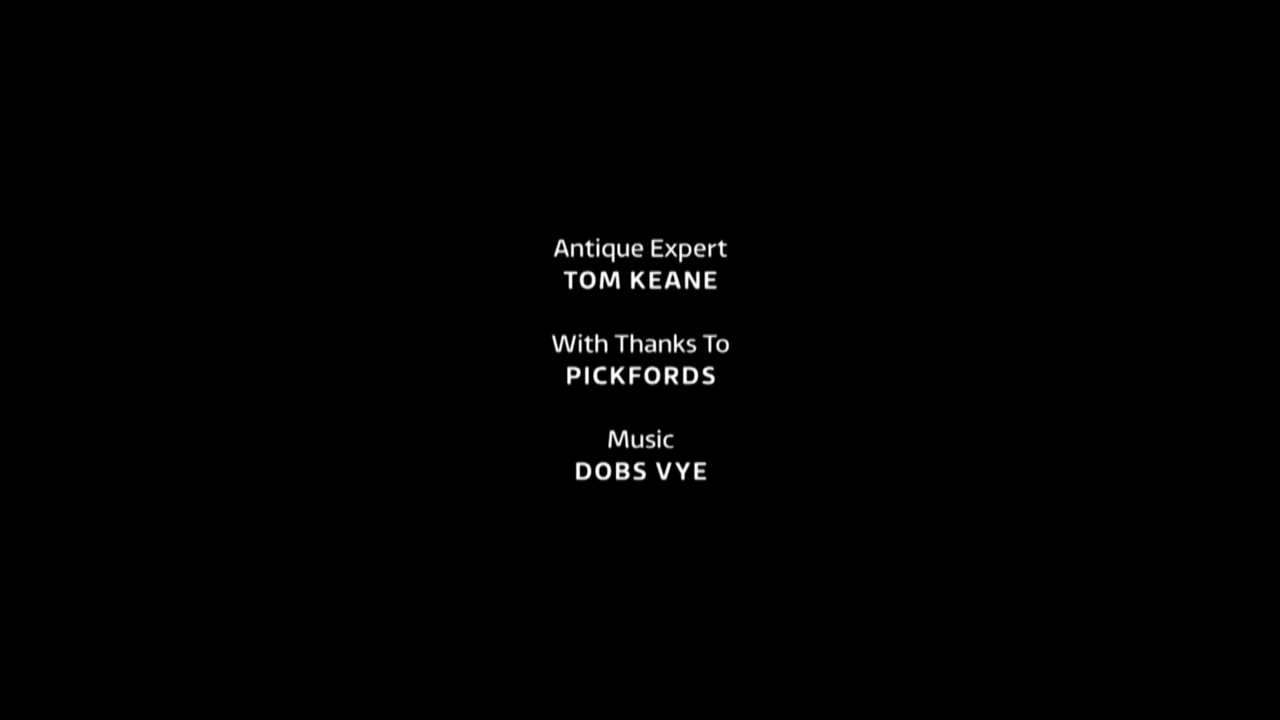 Antique Expert
TOM KEANE
With Thanks To
PICKFORDS
Music
DOBS VYE